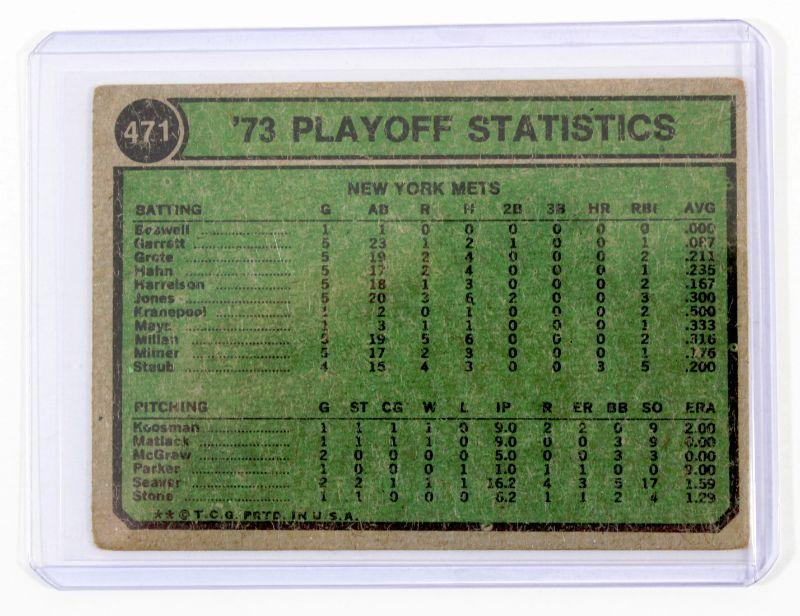 471
'73 PLAYOFF STATISTICS
NEW YORK METS
BATTING G AB R H 2B 3B HR RBI AVG
Boswell 1 1 0 0 0 0 0 0 .000
Garrett 5 23 1 2 1 0 0 1 .087
Grote 5 19 2 4 0 0 0 2 .211
Hahn 5 17 2 4 0 0 0 1 .235
Harrelson 5 18 1 3 0 0 0 2 .167
Jones 5 20 3 6 2 0 0 3 .300
Kranepool 1 2 0 1 0 0 0 2 .500
Mays 1 3 1 1 0 0 0 1 .333
Millan 5 19 5 6 0 0 0 2 .316
Milner 5 17 2 3 0 0 0 1 .176
Staub 4 15 4 3 0 0 3 5 .200
PITCHING G ST CG W L IP R ER BB SO ERA
Koosman 1 1 1 1 0 9.0 2 2 0 9 2.00
Matlack 1 1 1 1 0 9.0 0 0 3 9 0.00
McGraw 2 0 0 0 0 5.0 0 0 3 3 0.00
Parker 1 0 0 0 1 1.0 1 1 0 0 9.00
Seaver 2 2 1 1 1 16.2 4 3 5 17 1.59
Stone 1 1 0 0 0 6.2 1 1 2 4 1.29
**© T.C.G. PRTD. IN U.S.A.